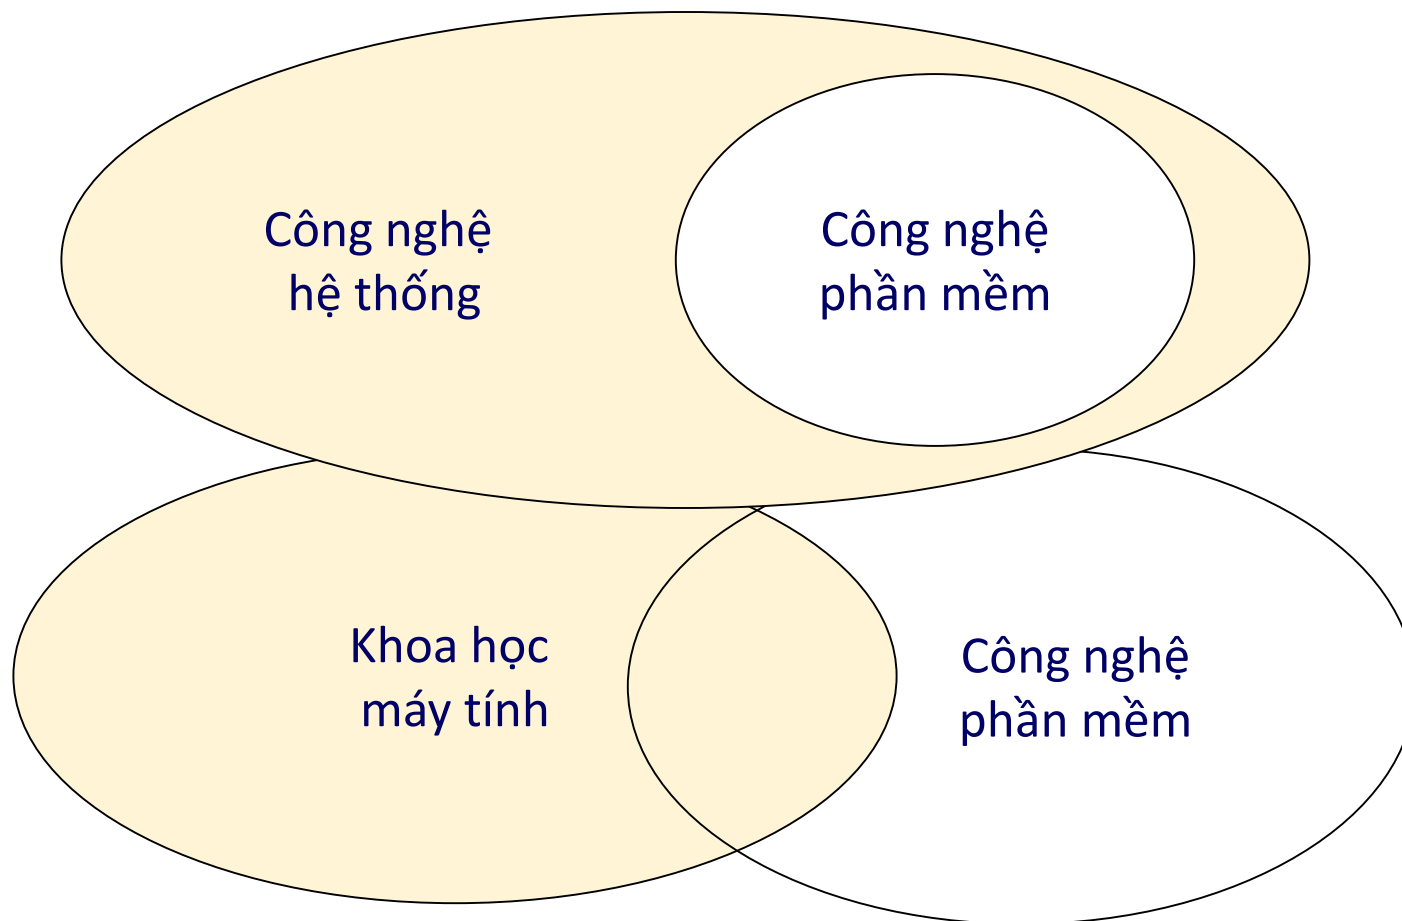 Công nghệ
hệ thống
Công nghệ
phần mềm
Khoa học
máy tính
Công nghệ
phần mềm